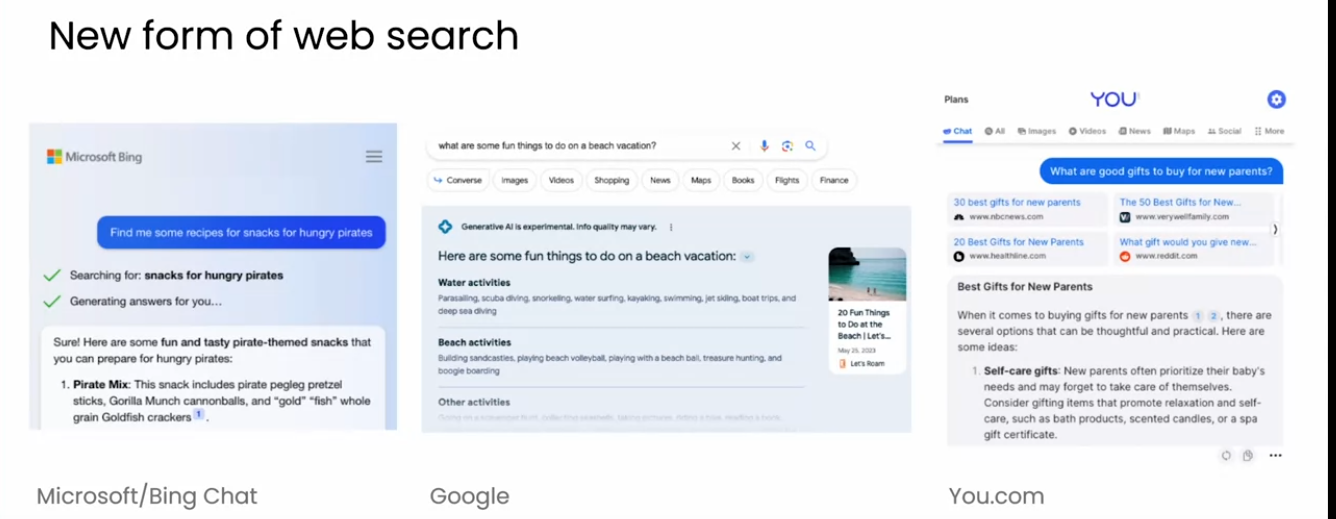 New form of web search
Microsoft Bing
Find me some recipes for snacks for hungry pirates
Searching for: snacks for hungry pirates
Generating answers for you...
Sure! Here are some fun and tasty pirate-themed snacks that
you can prepare for hungry pirates:
1. Pirate Mix: This snack includes pirate pegleg pretzel
sticks, Gorilla Munch cannonballs, and "gold" "fish" whole
grain Goldfish crackers 1 .
Microsoft/Bing Chat
what are some fun things to do on a beach vacation?
Converse Images Videos Shopping News Maps Books Flights Finance
Generative AI is experimental. Info quality may vary.
Here are some fun things to do on a beach vacation:
Water activities
Parasailing, scuba diving, snorkeling, water surfing, kayaking, swimming, jet skiing, boat trips, and
deep sea diving
Beach activities
Building sandcastles, playing beach volleyball, playing with a beach ball, treasure hunting, and
boogie boarding
Other activities
20 Fun Things
to Do at the
Beach | Let's
May 25, 2023
Let's Roam
Google
Plans
YOU
Chat All Images Videos News Maps Social More
What are good gifts to buy for new parents?
30 best gifts for new parents
www.nbcnews.com
The 50 Best Gifts for New...
www.verywellfamily.com
20 Best Gifts for New Parents
www.healthline.com
What gift would you give new...
www.reddit.com
Best Gifts for New Parents
When it comes to buying gifts for new parents 1 2 , there are
several options that can be thoughtful and practical. Here are
some ideas:
1. Self-care gifts: New parents often prioritize their baby's
needs and may forget to take care of themselves.
Consider gifting items that promote relaxation and self-
care, such as bath products, scented candles, or a spa
gift certificate.
You.com